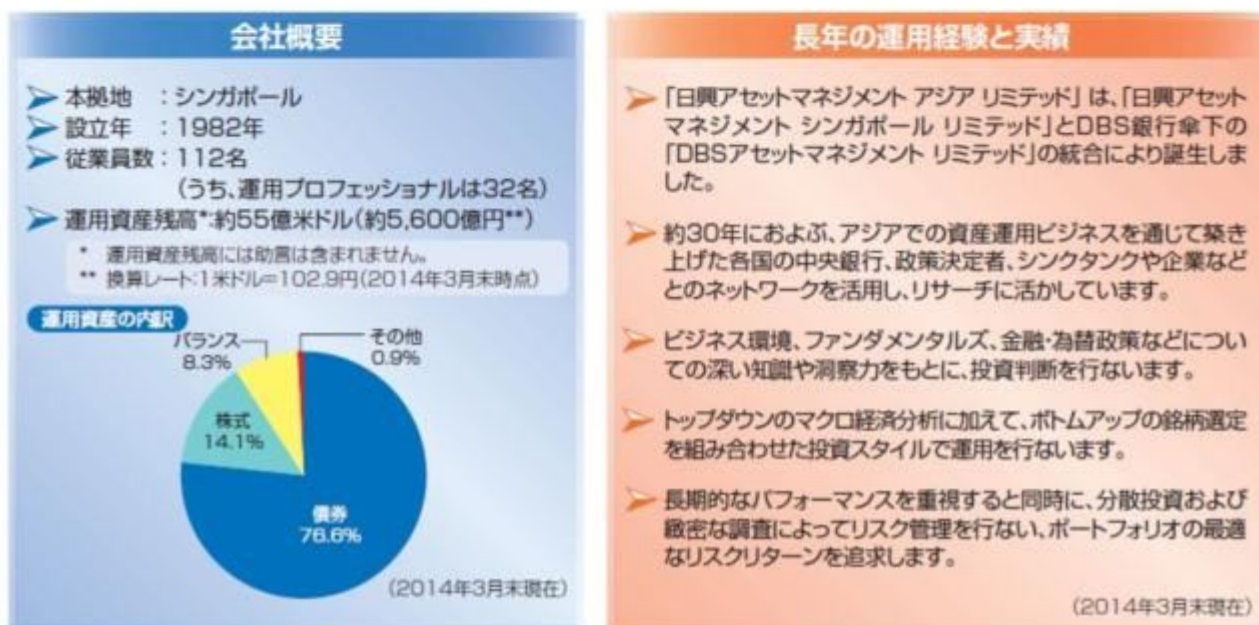 会社概要
本拠地 ：シンガポール
設立年 ：1982年
従業員数：112名
（うち、運用プロフェッショナルは32名）
運用資産残高*:約55億米ドル（約5,600億円**）
* 運用資産残高には助言は含まれません。
** 換算レート:1米ドル=102.9円（2014年3月末時点）
運用資産の内訳
バランス
8.3%
その他
0.9%
株式
14.1%
債券
76.6%
（2014年3月末現在）
長年の運用経験と実績
「日興アセットマネジメント アジア リミテッド」は、「日興アセット
マネジメント シンガポール リミテッド」とDBS銀行傘下の
「DBSアセットマネジメント リミテッド」の統合により誕生しま
した。
約30年におよぶ、アジアでの資産運用ビジネスを通じて築き
上げた各国の中央銀行、政策決定者、シンクタンクや企業など
とのネットワークを活用し、リサーチに活かしています。
ビジネス環境、ファンダメンタルズ、金融・為替政策などについ
ての深い知識や洞察力をもとに、投資判断を行ないます。
トップダウンのマクロ経済分析に加えて、ボトムアップの銘柄選定
を組み合わせた投資スタイルで運用を行ないます。
長期的なパフォーマンスを重視すると同時に、分散投資および
緻密な調査によってリスク管理を行ない、ポートフォリオの最適
なリスクリターンを追求します。
（2014年3月末現在）